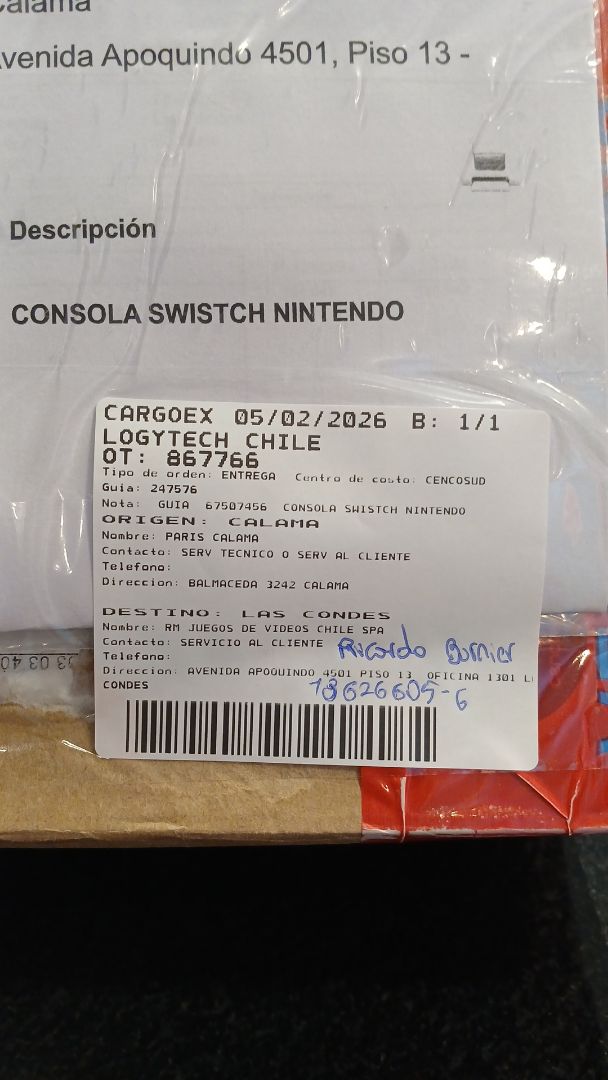 Calama
Avenida Apoquindo 4501, Piso 13 -
Descripción
CONSOLA SWISTCH NINTENDO
CARGOEX 05/02/2026 B: 1/1
LOGYTECH CHILE
OT: 867766
Tipo de orden: ENTREGA Centro de costo: CENCOSUD
Guia: 247576
Nota: GUIA 67507456 CONSOLA SWISTCH NINTENDO
ORIGEN: CALAMA
Nombre: PARIS CALAMA
Contacto: SERV TECNICO O SERV AL CLIENTE
Telefono:
Direccion: BALMACEDA 3242 CALAMA
DESTINO: LAS CONDES
Nombre: RM JUEGOS DE VIDEOS CHILE SPA
Contacto: SERVICIO AL CLIENTE Ricardo Burnier
Telefono:
Direccion: AVENIDA APOQUINDO 4501 PISO 13 OFICINA 1301 L
CONDES 13626605-6